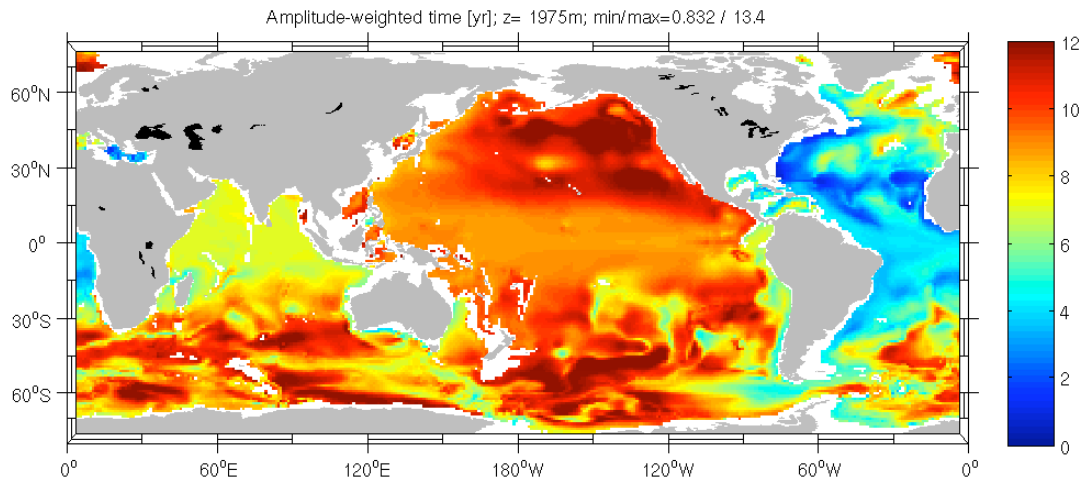 Amplitude-weighted time [yr]; z= 1975m; min/max=0.832 / 13.4
60°N
30°N
0°
30°S
60°S
0°
60°E
120°E
180°W
120°W
60°W
0°
12
10
8
6
4
2
0